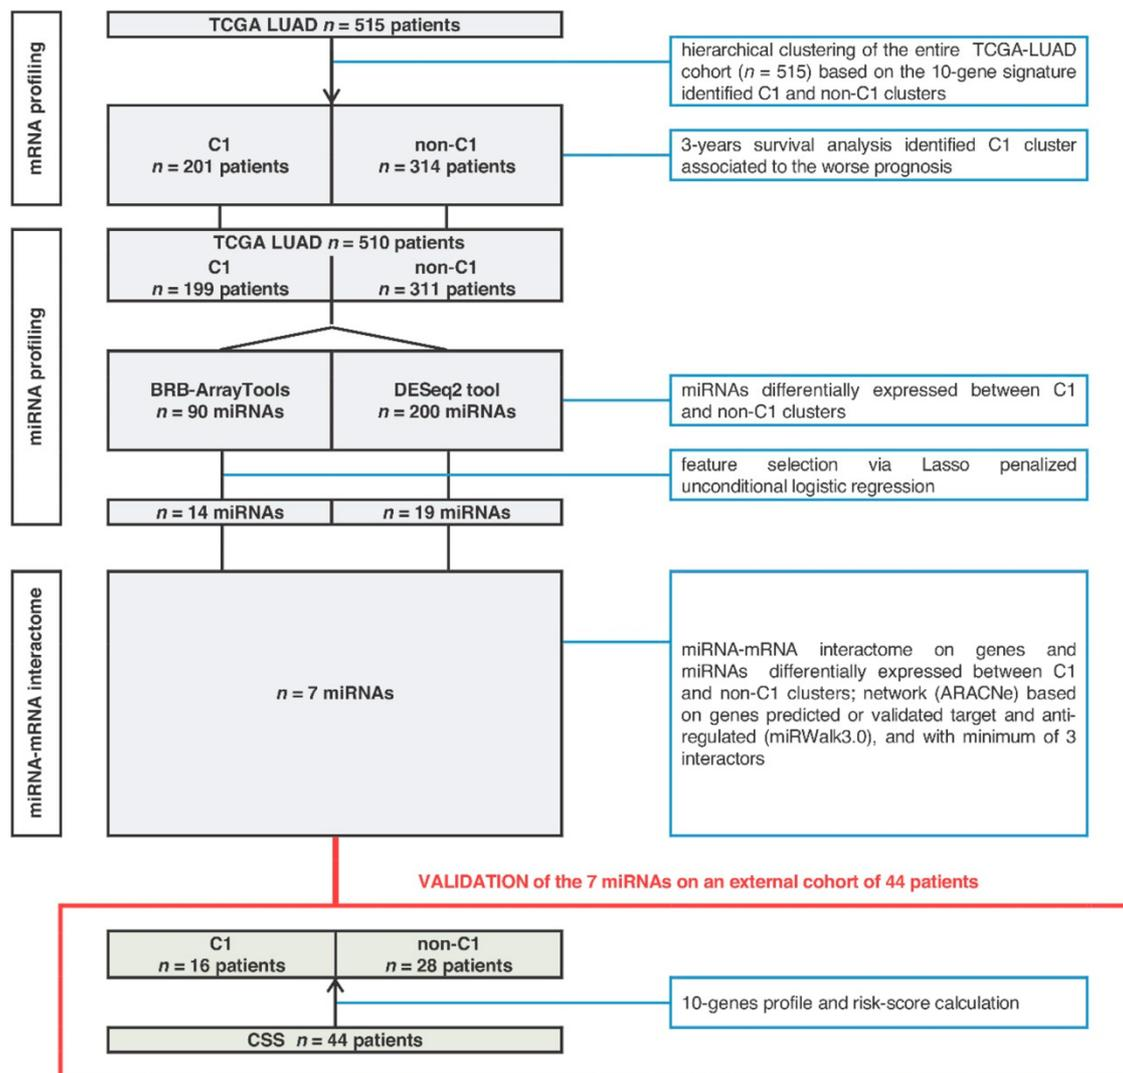 mRNA profiling
TCGA LUAD n = 515 patients
hierarchical clustering of the entire TCGA-LUAD
cohort (n = 515) based on the 10-gene signature
identified C1 and non-C1 clusters
C1
n = 201 patients
non-C1
n = 314 patients
3-years survival analysis identified C1 cluster
associated to the worse prognosis
miRNA profiling
TCGA LUAD n = 510 patients
C1
n = 199 patients
non-C1
n = 311 patients
BRB-ArrayTools
n = 90 miRNAs
DESeq2 tool
n = 200 miRNAs
miRNAs differentially expressed between C1
and non-C1 clusters
feature selection via Lasso penalized
unconditional logistic regression
n = 14 miRNAs
n = 19 miRNAs
miRNA-mRNA interactome
n = 7 miRNAs
miRNA-mRNA interactome on genes and
miRNAs differentially expressed between C1
and non-C1 clusters; network (ARACNe) based
on genes predicted or validated target and anti-
regulated (miRWalk3.0), and with minimum of 3
interactors
VALIDATION of the 7 miRNAs on an external cohort of 44 patients
C1
n = 16 patients
non-C1
n = 28 patients
10-genes profile and risk-score calculation
CSS n = 44 patients